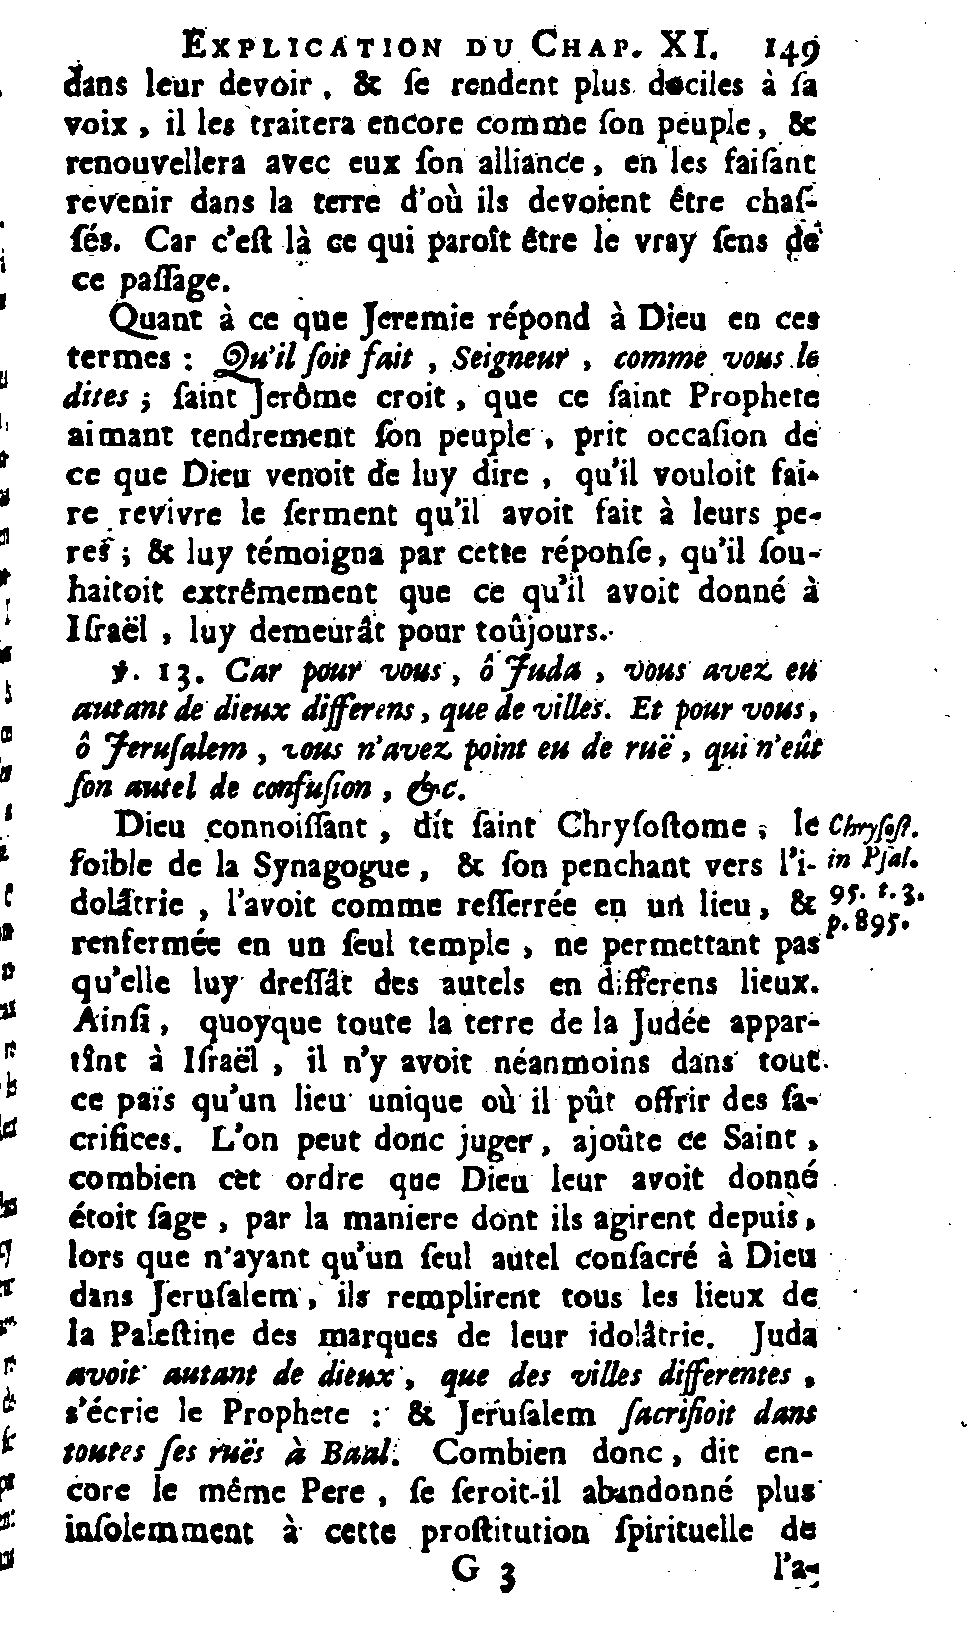 EXPLICATION DU CHAP. XI. 149
dans leur devoir, & ſe rendent plus dociles à ſa
voix, il les traitera encore comme ſon peuple, &
renouvellera avec eux ſon alliance, en les faiſant
revenir dans la terre d'où ils devoient être chaſ-
ſés. Car c'eſt là ce qui paroît être le vray ſens de
ce paſſage.
Quant à ce que Jeremie répond à Dieu en ces
termes : Qu'il ſoit fait, Seigneur, comme vous le
dites ; ſaint Jerôme croit, que ce ſaint Prophete
aimant tendrement ſon peuple, prit occaſion de
ce que Dieu venoit de luy dire, qu'il vouloit fai-
re revivre le ſerment qu'il avoit fait à leurs pe-
res ; & luy témoigna par cette réponſe, qu'il ſou-
haitoit extrêmement que ce qu'il avoit donné à
Iſraël, luy demeurât pour toûjours.
℣. 13. Car pour vous, ô Juda, vous avez eu
autant de dieux differens, que de villes. Et pour vous,
ô Jeruſalem, vous n'avez point eu de ruë, qui n'eût
ſon autel de confuſion, &c.
Dieu connoiſſant, dit ſaint Chryſoſtome, le
foible de la Synagogue, & ſon penchant vers l'i-
dolâtrie, l'avoit comme reſſerrée en un lieu, &
renfermée en un ſeul temple, ne permettant pas
qu'elle luy dreſſât des autels en differens lieux.
Ainſi, quoyque toute la terre de la Judée appar-
tînt à Iſraël, il n'y avoit néanmoins dans tout
ce païs qu'un lieu unique où il pût offrir des ſa-
crifices. L'on peut donc juger, ajoûte ce Saint,
combien cet ordre que Dieu leur avoit donné
étoit ſage, par la maniere dont ils agirent depuis,
lors que n'ayant qu'un ſeul autel conſacré à Dieu
dans Jeruſalem, ils remplirent tous les lieux de
la Paleſtine des marques de leur idolâtrie. Juda
avoit autant de dieux, que des villes differentes,
s'écrie le Prophete : & Jeruſalem ſacrifioit dans
toutes ſes ruës à Baal. Combien donc, dit en-
core le même Pere, ſe ſeroit-il abandonné plus
inſolemment à cette proſtitution ſpirituelle de
G 3 l'a-
Chryſoſt.
in Pſal.
95. t. 3.
p. 895.